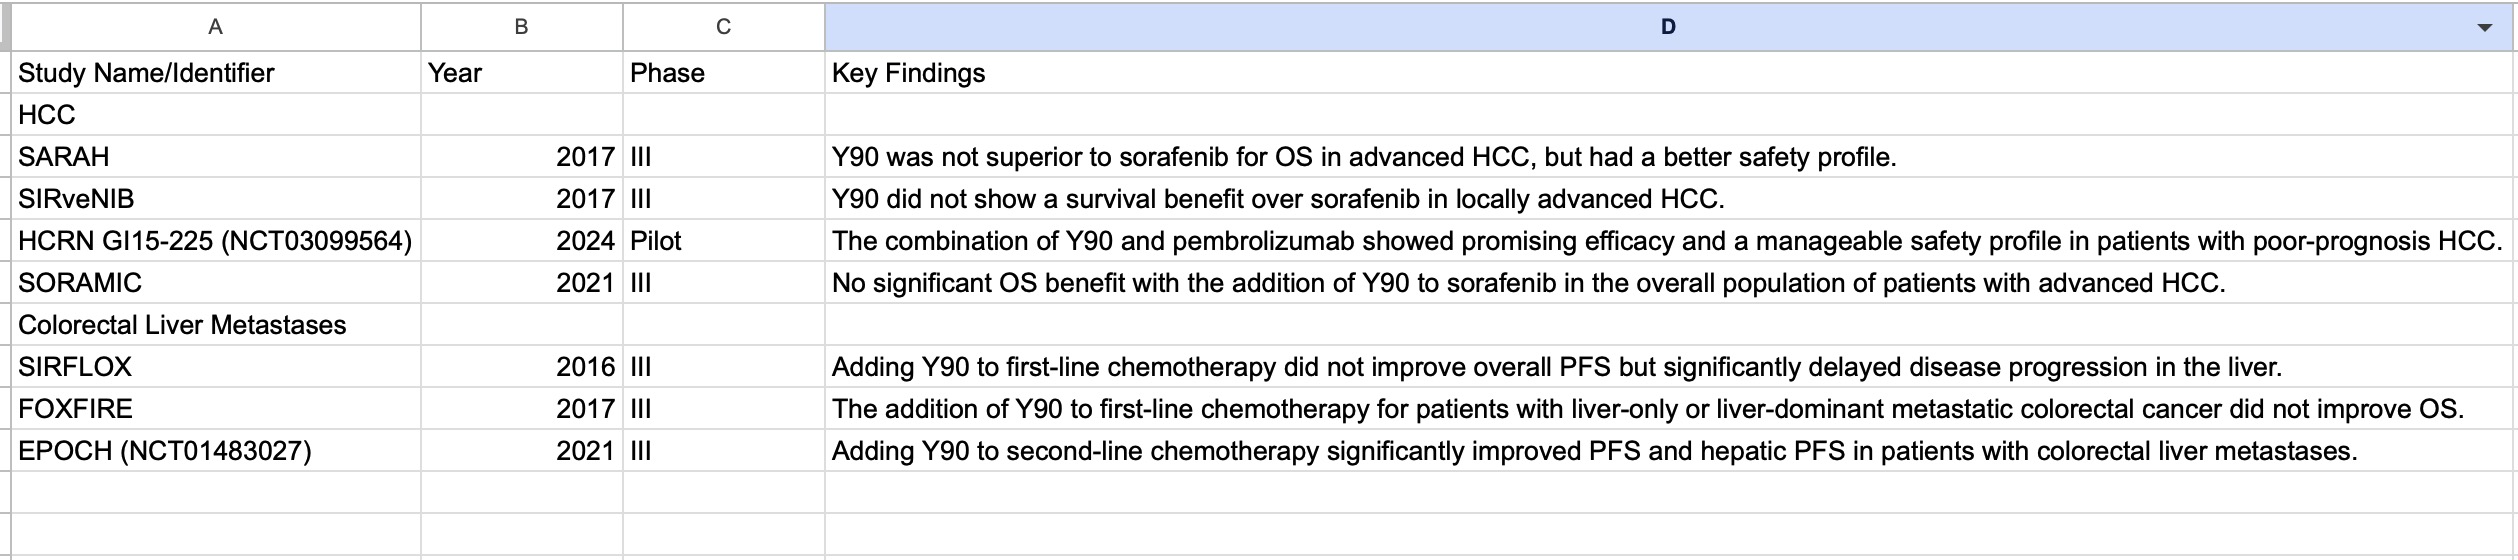 A B C D
Study Name/Identifier Year Phase Key Findings
HCC
SARAH 2017 III Y90 was not superior to sorafenib for OS in advanced HCC, but had a better safety profile.
SIRveNIB 2017 III Y90 did not show a survival benefit over sorafenib in locally advanced HCC.
HCRN GI15-225 (NCT03099564) 2024 Pilot The combination of Y90 and pembrolizumab showed promising efficacy and a manageable safety profile in patients with poor-prognosis HCC.
SORAMIC 2021 III No significant OS benefit with the addition of Y90 to sorafenib in the overall population of patients with advanced HCC.
Colorectal Liver Metastases
SIRFLOX 2016 III Adding Y90 to first-line chemotherapy did not improve overall PFS but significantly delayed disease progression in the liver.
FOXFIRE 2017 III The addition of Y90 to first-line chemotherapy for patients with liver-only or liver-dominant metastatic colorectal cancer did not improve OS.
EPOCH (NCT01483027) 2021 III Adding Y90 to second-line chemotherapy significantly improved PFS and hepatic PFS in patients with colorectal liver metastases.